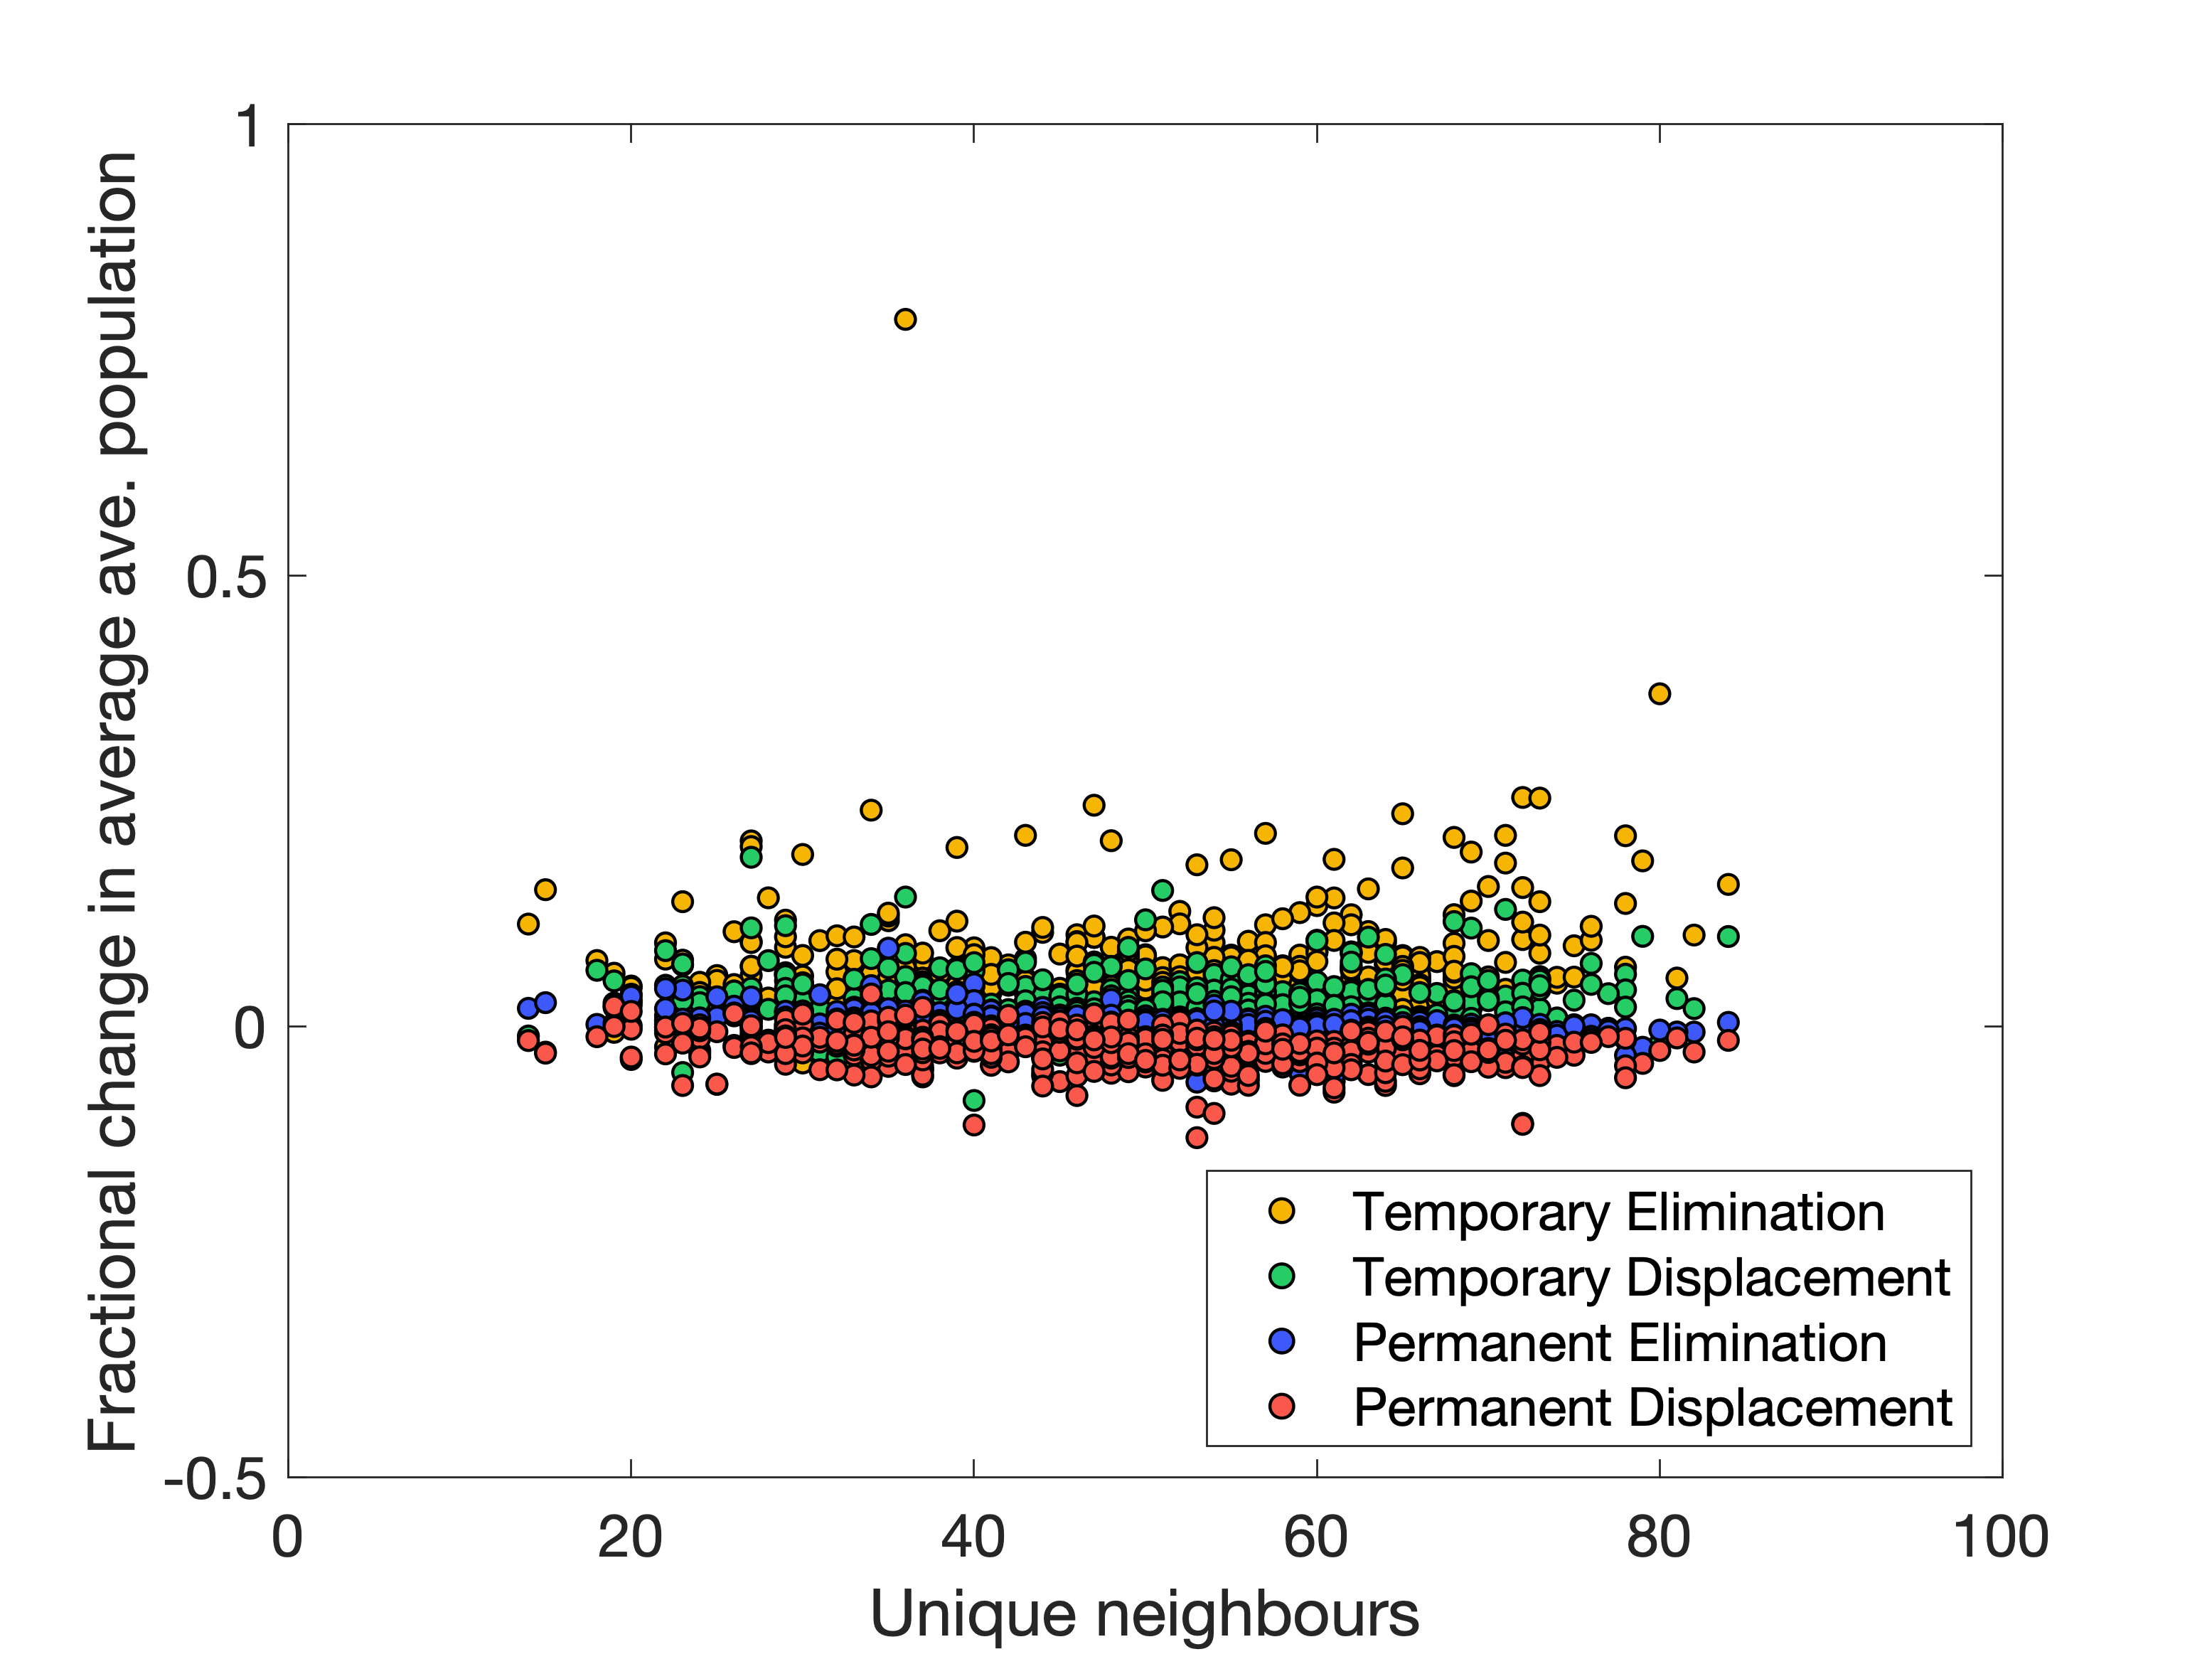 Fractional change in average ave. population
1
0.5
0
-0.5
0
20
40
60
80
100
Unique neighbours
Temporary Elimination
Temporary Displacement
Permanent Elimination
Permanent Displacement